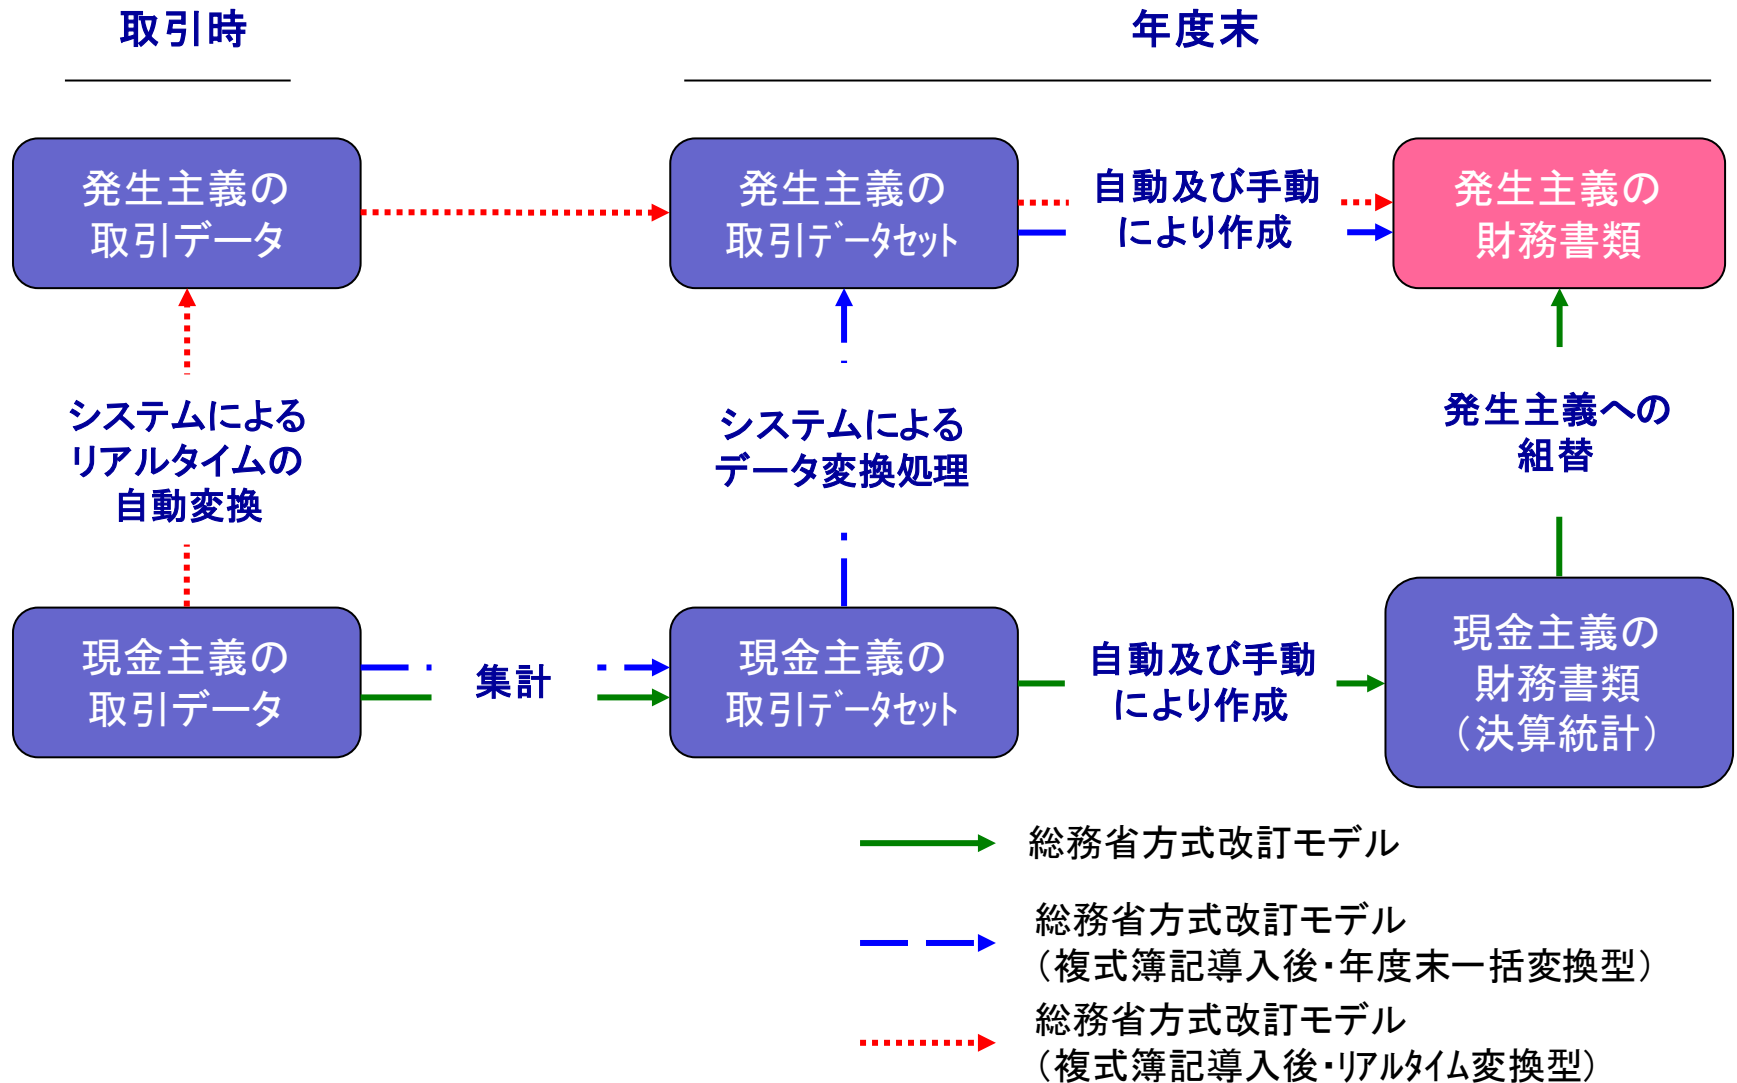 取引時
年度末
発生主義の
取引データ
発生主義の
取引ﾃﾞｰﾀｾｯﾄ
自動及び手動
により作成
発生主義の
財務書類
システムによる
リアルタイムの
自動変換
システムによる
データ変換処理
発生主義への
組替
現金主義の
取引データ
集計
現金主義の
取引ﾃﾞｰﾀｾｯﾄ
自動及び手動
により作成
現金主義の
財務書類
（決算統計）
総務省方式改訂モデル
総務省方式改訂モデル
（複式簿記導入後・年度末一括変換型）
総務省方式改訂モデル
（複式簿記導入後・ﾘｱﾙﾀｲﾑ変換型）